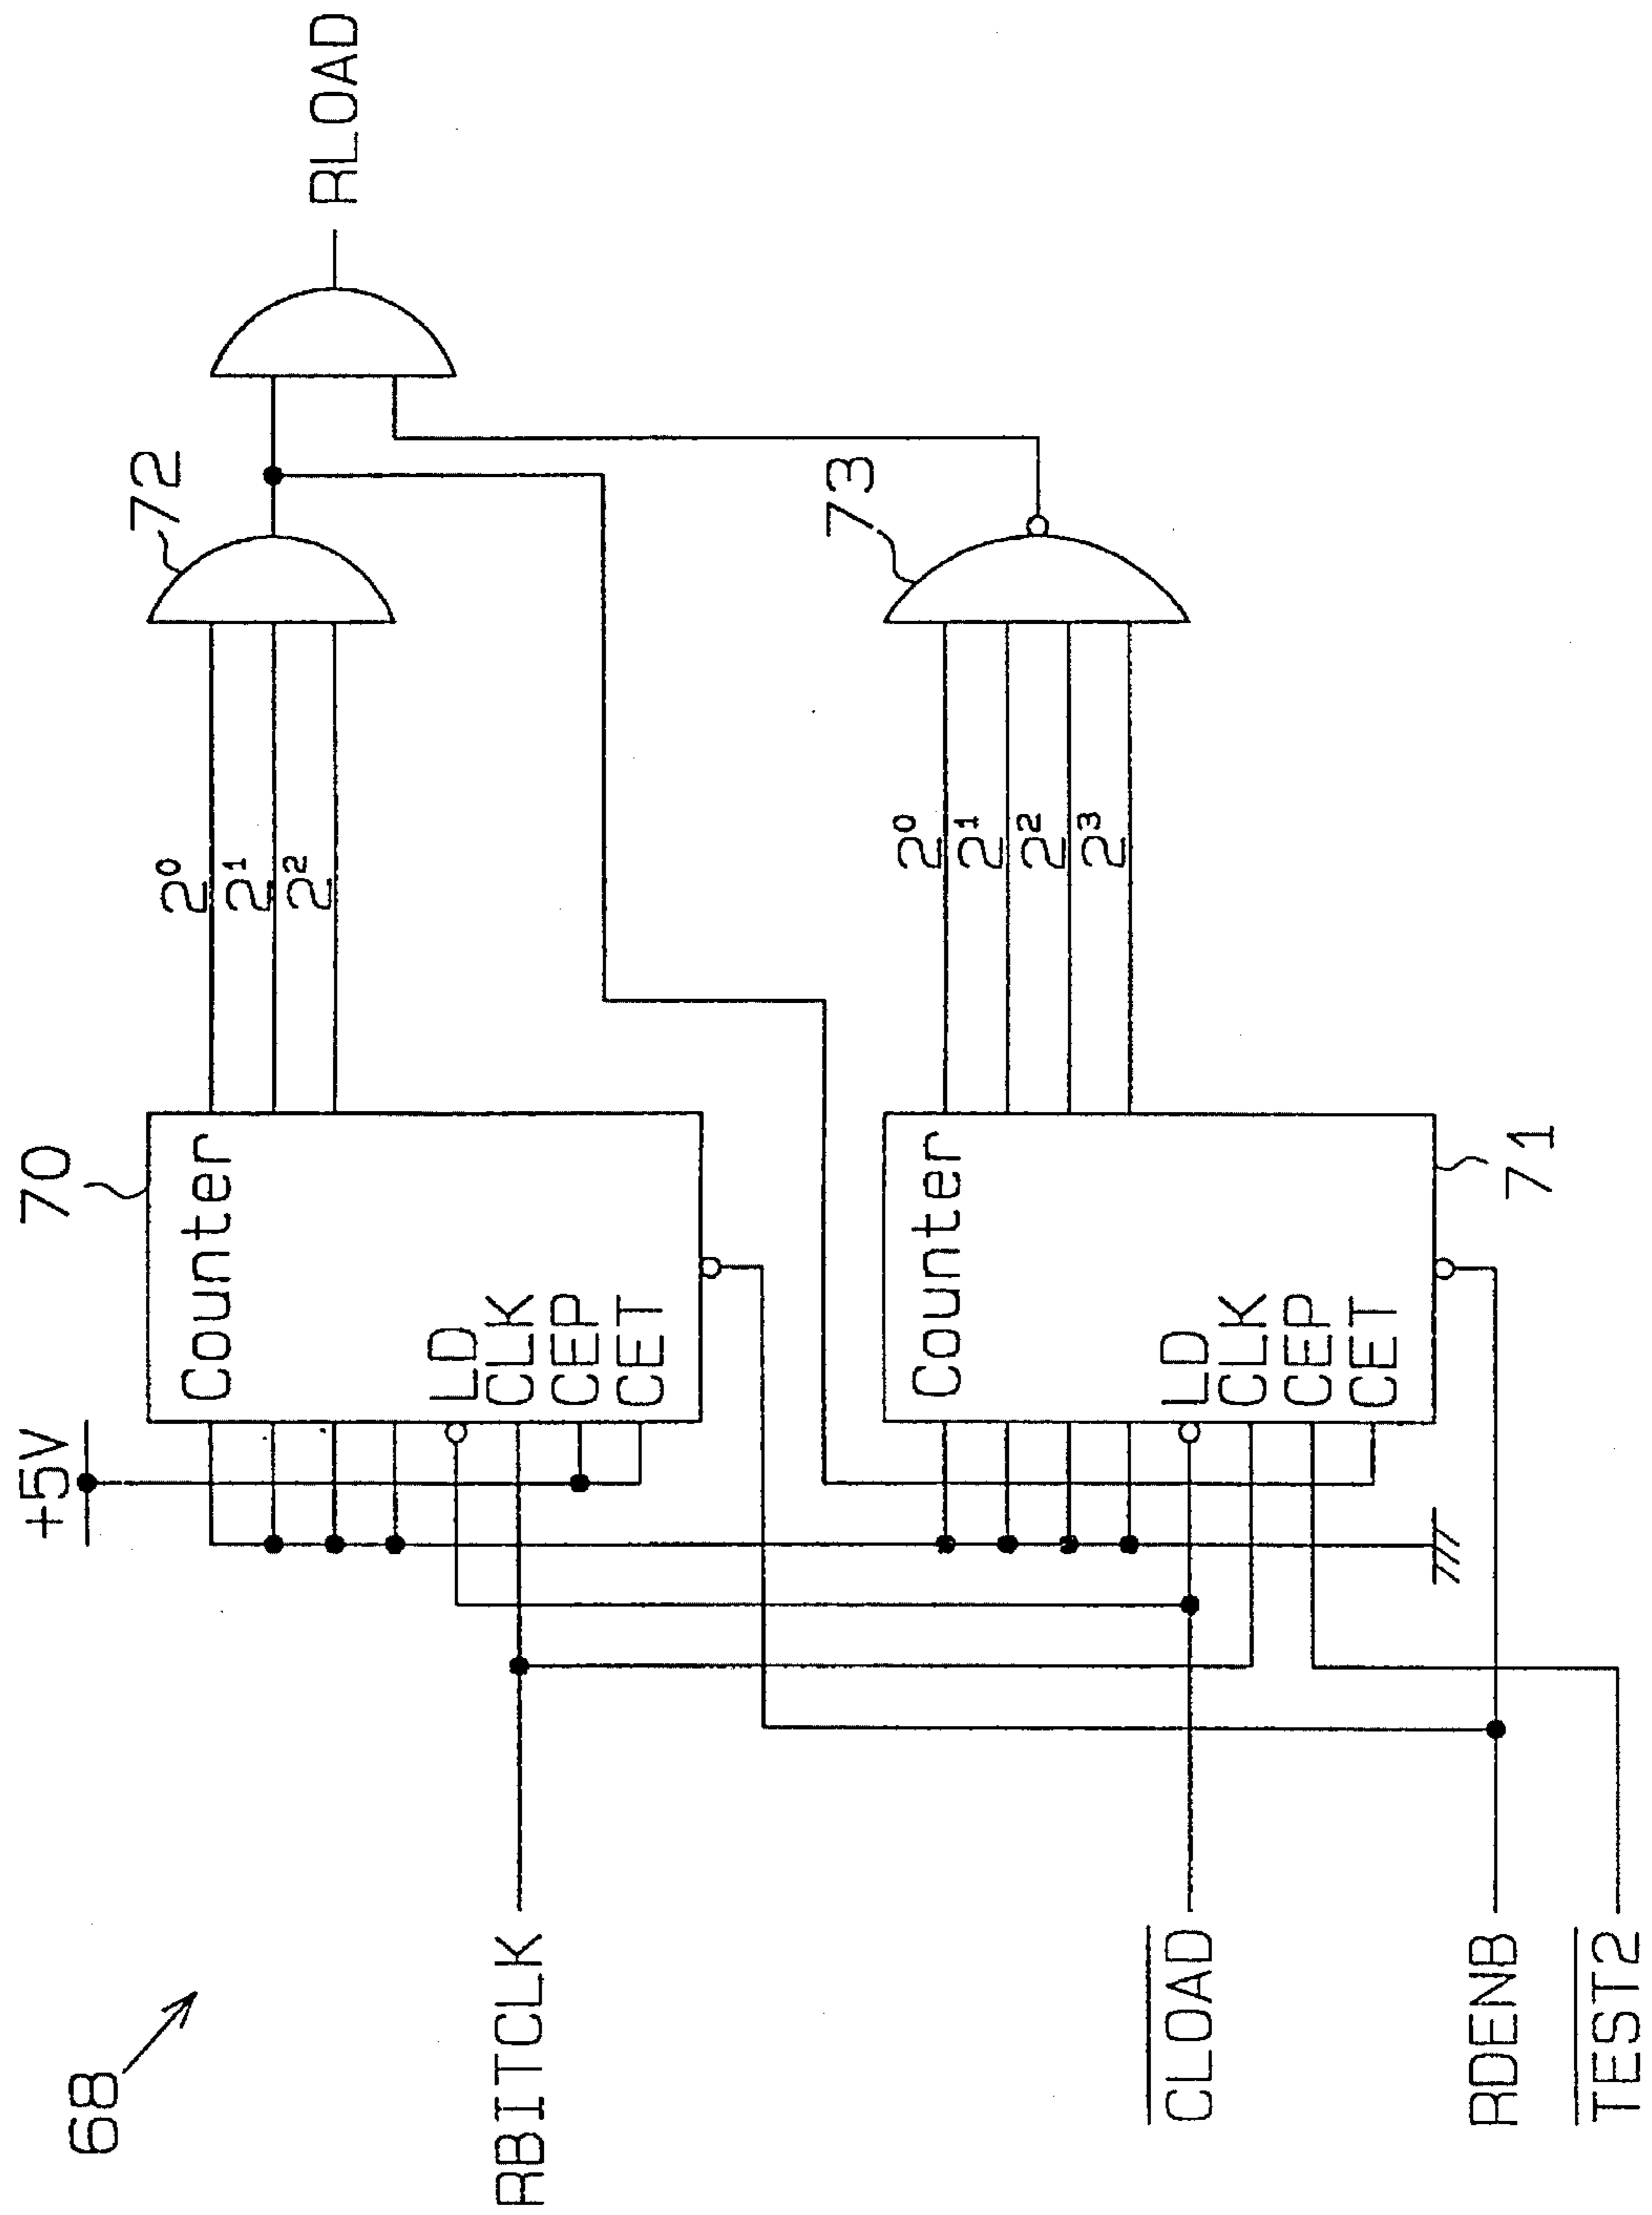 68
RBITCLK
CLOAD
RDENB
TEST2
+5V
70
Counter
LD
CLK
CEP
CET
2⁰
2¹
2²
72
RLOAD
Counter
LD
CLK
CEP
CET
71
2⁰
2¹
2²
2³
73